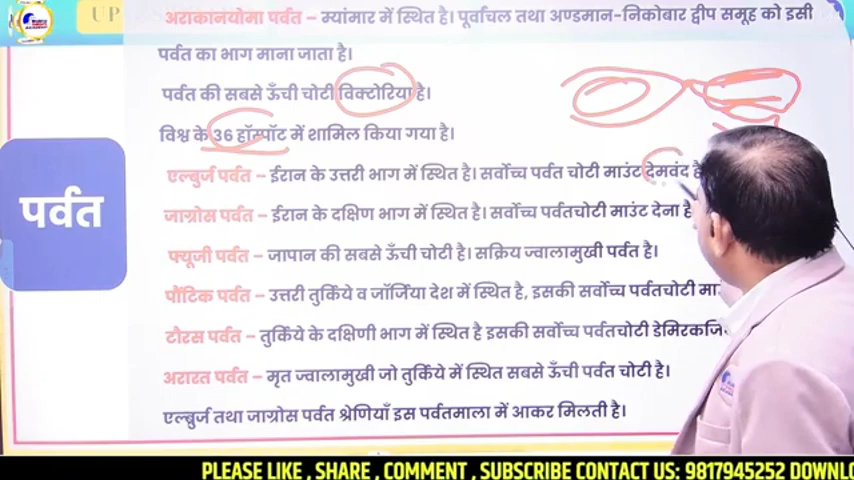 UP
अराकानयोमा पर्वत – म्यांमार में स्थित है। पूर्वांचल तथा अण्डमान-निकोबार द्वीप समूह को इसी
पर्वत का भाग माना जाता है।
पर्वत की सबसे ऊँची चोटी विक्टोरिया है।
विश्व के 36 हॉस्पॉट में शामिल किया गया है।
एल्बुर्ज पर्वत – ईरान के उत्तरी भाग में स्थित है। सर्वोच्च पर्वत चोटी माउंट देमवंद है
जाग्रोस पर्वत – ईरान के दक्षिण भाग में स्थित है। सर्वोच्च पर्वतचोटी माउंट देना है
पर्वत
फ्यूजी पर्वत – जापान की सबसे ऊँची चोटी है। सक्रिय ज्वालामुखी पर्वत है।
पौंटिक पर्वत – उत्तरी तुर्किये व जॉर्जिया देश में स्थित है, इसकी सर्वोच्च पर्वतचोटी
टौरस पर्वत – तुर्किये के दक्षिणी भाग में स्थित है इसकी सर्वोच्च पर्वतचोटी
अरारत पर्वत – मृत ज्वालामुखी जो तुर्किये में स्थित सबसे ऊँची पर्वत चोटी है।
एल्बुर्ज तथा जाग्रोस पर्वत श्रेणियाँ इस पर्वतमाला में आकर मिलती है।
PLEASE LIKE , SHARE , COMMENT , SUBSCRIBE CONTACT US: 9817945252